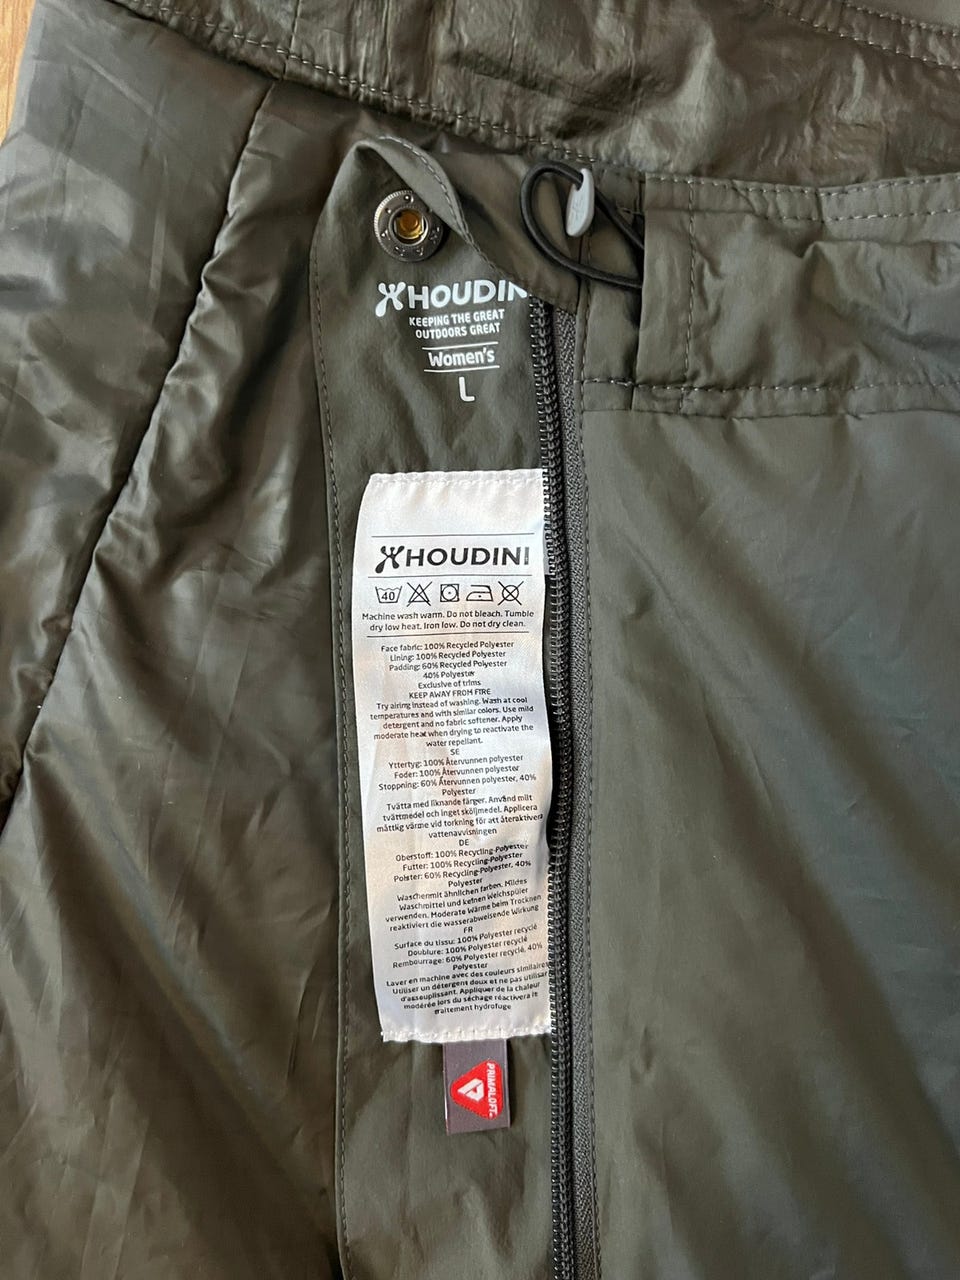 HOUDINI
KEEPING THE GREAT
OUTDOORS GREAT
Women's
L
HOUDINI
40
Machine wash warm. Do not bleach. Tumble
dry low heat. Iron low. Do not dry clean.
Face fabric: 100% Recycled Polyester
Lining: 100% Recycled Polyester
Padding: 60% Recycled Polyester
40% Polyester
Exclusive of trims
KEEP AWAY FROM FIRE
Try airing instead of washing. Wash at cool
temperatures and with similar colors. Use mild
detergent and no fabric softener. Apply
moderate heat when drying to reactivate the
water repellant.
SE
Yttertyg: 100% Återvunnen polyester
Foder: 100% Återvunnen polyester
Stoppning: 60% Återvunnen polyester, 40%
Polyester
Tvätta med liknande färger. Använd milt
tvättmedel och inget sköljmedel. Applicera
måttlig värme vid torkning för att återaktivera
vattenavvisningen
DE
Oberstoff: 100% Recycling-Polyester
Futter: 100% Recycling-Polyester
Polster: 60% Recycling-Polyester, 40%
Polyester
Waschenmit ähnlichen farben. Mildes
Waschmittel und keinen Weichspüler
verwenden. Moderate Wärme beim Trocknen
reaktiviert die wasserabweisende Wirkung
FR
Surface du tissu: 100% Polyester recyclé
Doublure: 100% Polyester recyclé
Rembourrage: 60% Polyester recyclé, 40%
Polyester
Laver en machine avec des couleurs similaires
Utiliser un détergent doux et ne pas utiliser
d'assouplissant. Appliquer de la chaleur
modérée lors du séchage réactivera le
traitement hydrofuge
PRIMALOFT